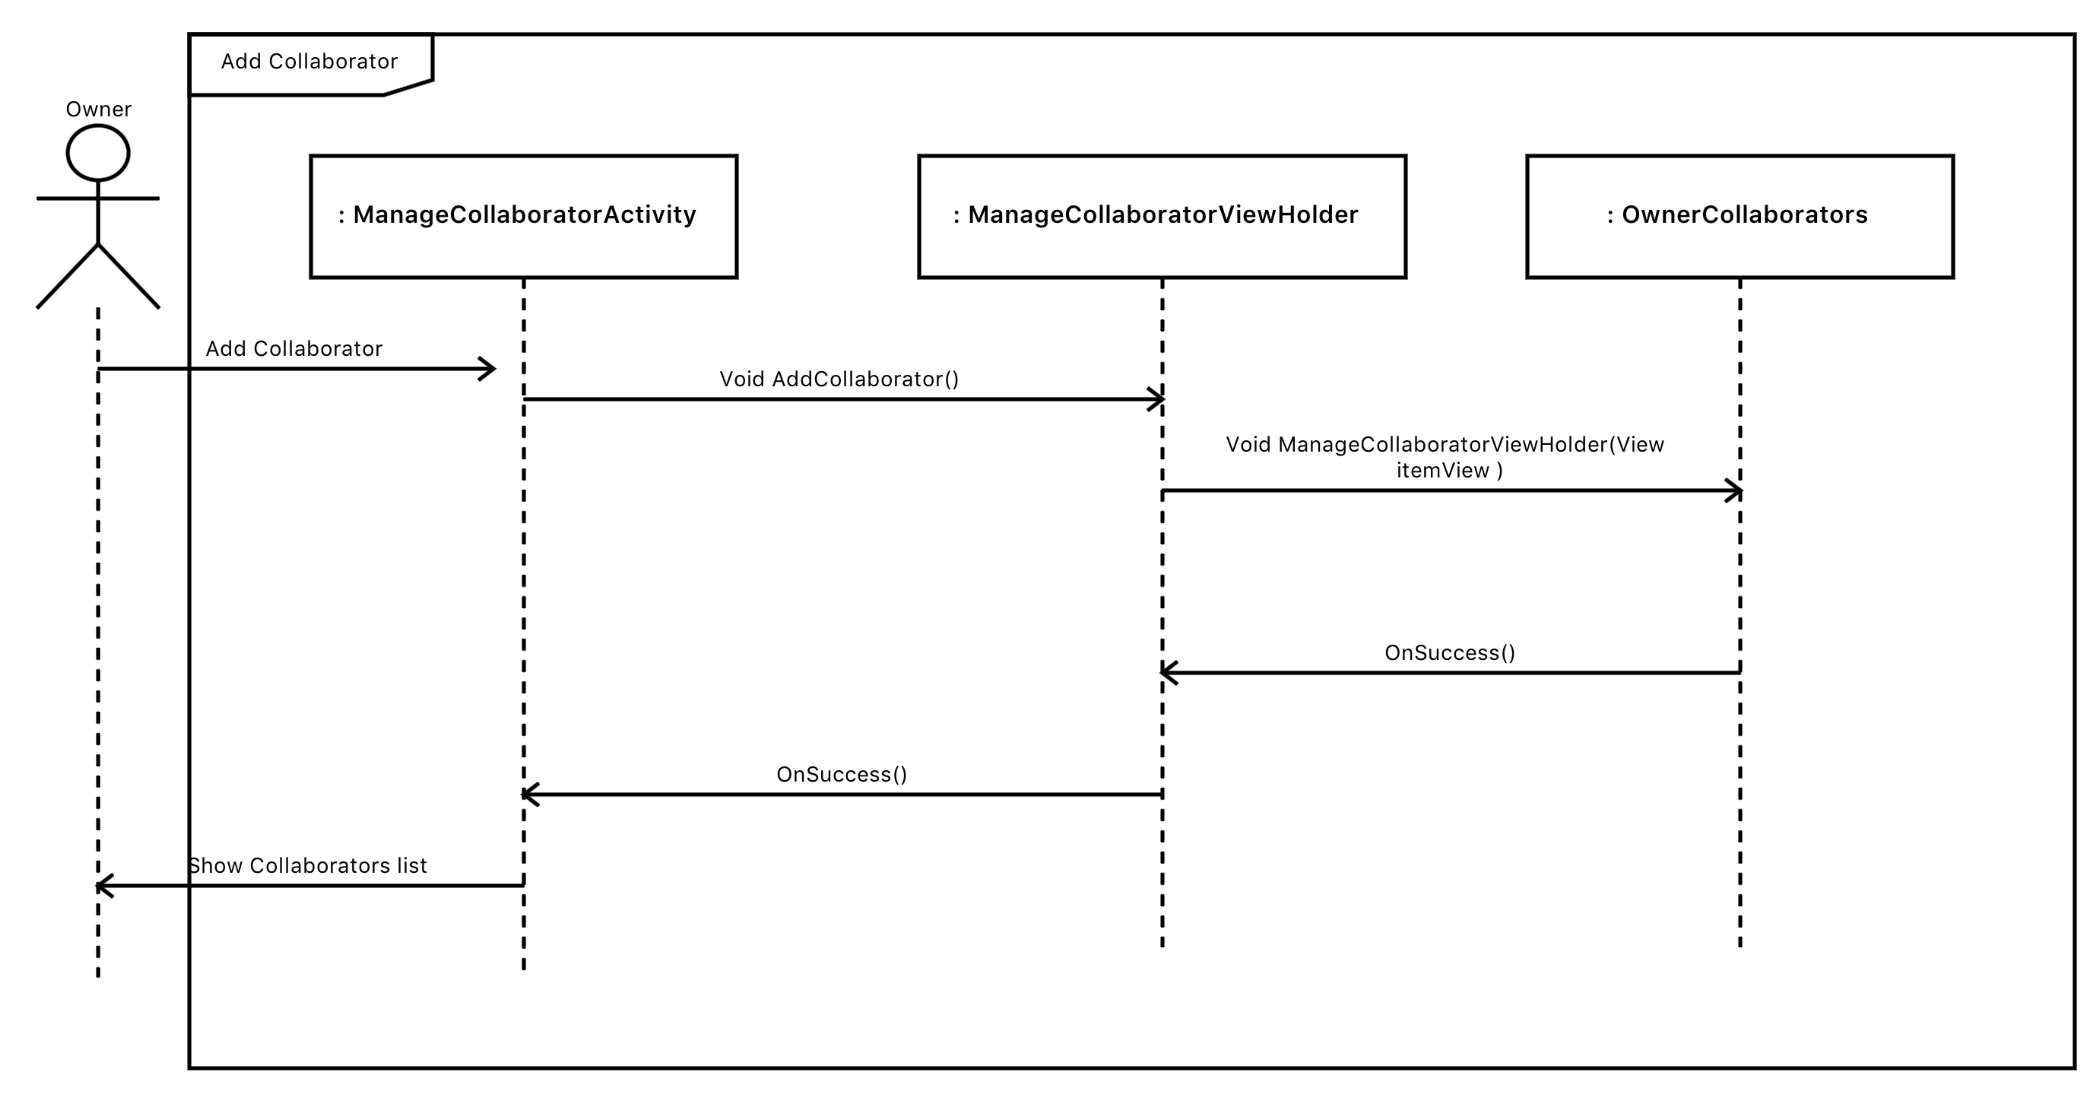 Add Collaborator
Owner
: ManageCollaboratorActivity
: ManageCollaboratorViewHolder
: OwnerCollaborators
Add Collaborator
Void AddCollaborator()
Void ManageCollaboratorViewHolder(View
itemView )
OnSuccess()
OnSuccess()
Show Collaborators list